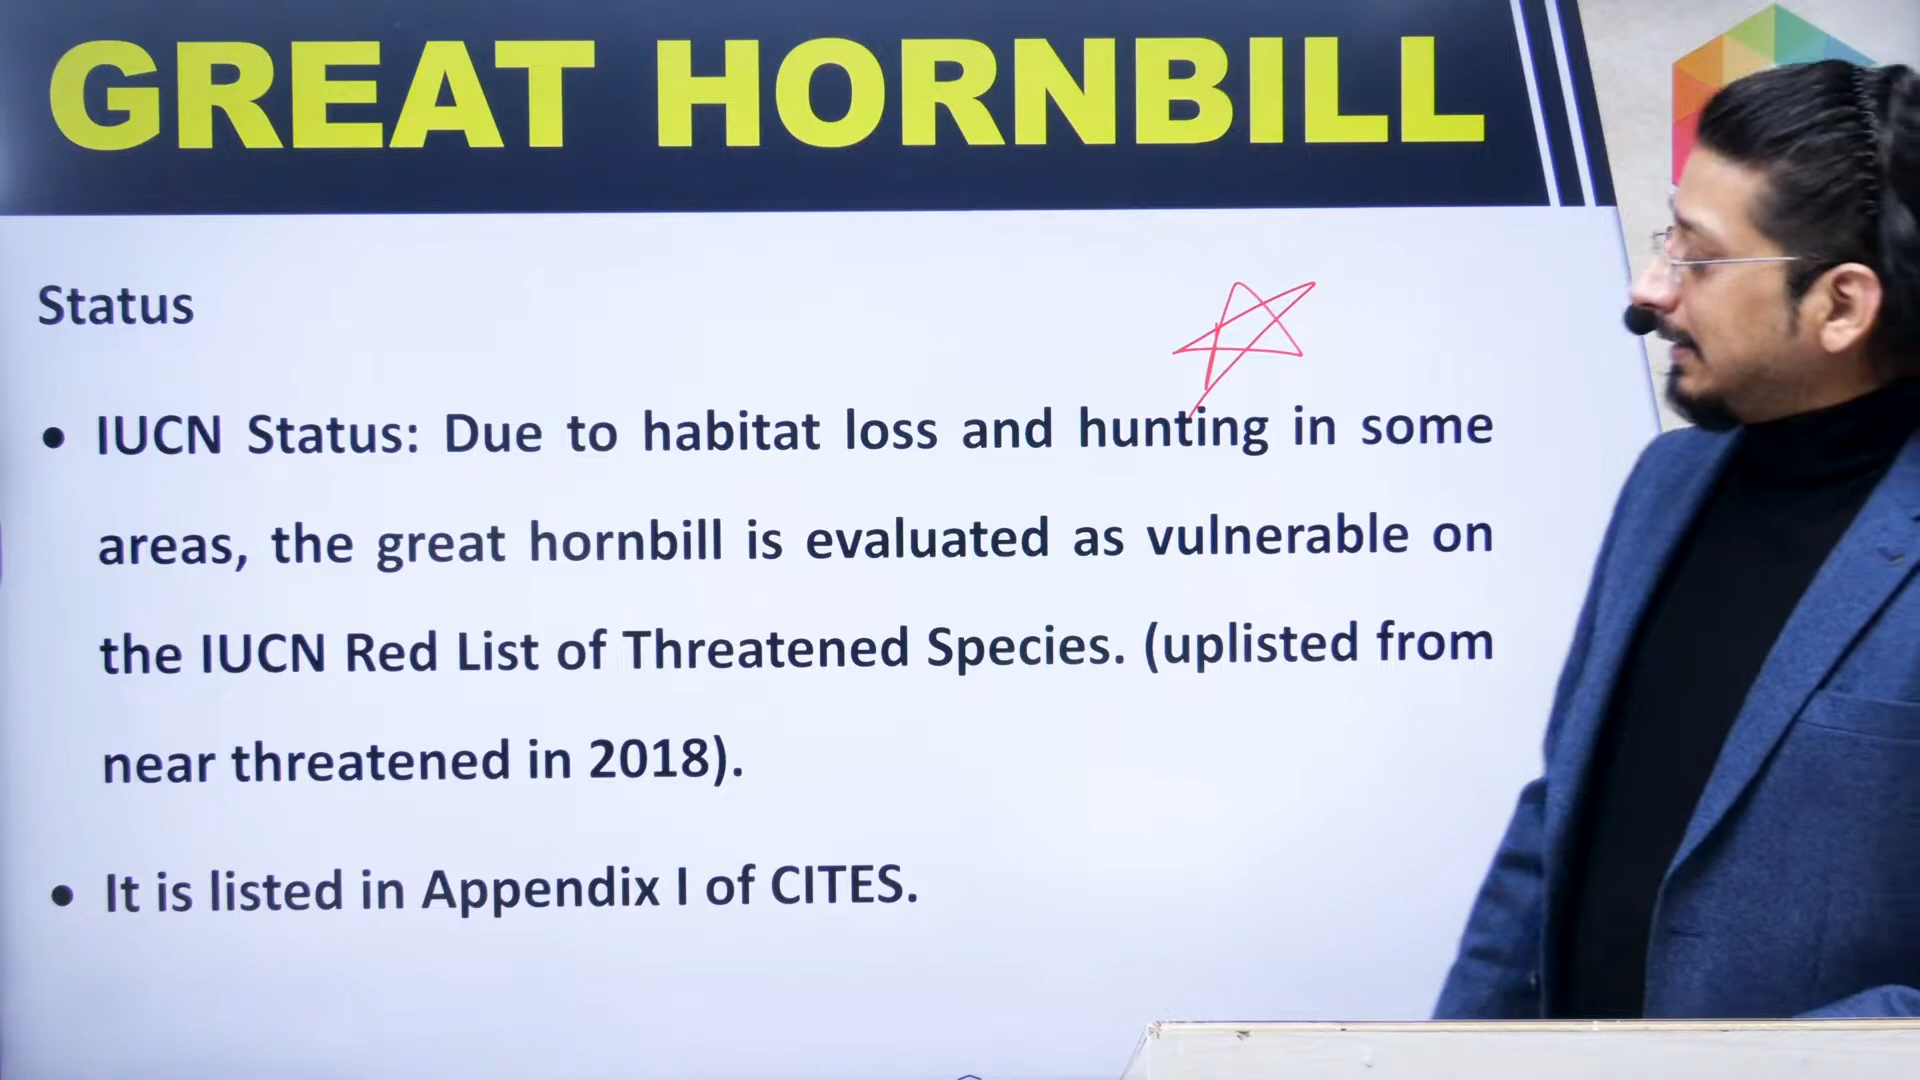 GREAT HORNBILL
Status
• IUCN Status: Due to habitat loss and hunting in some
areas, the great hornbill is evaluated as vulnerable on
the IUCN Red List of Threatened Species. (uplisted from
near threatened in 2018).
• It is listed in Appendix I of CITES.